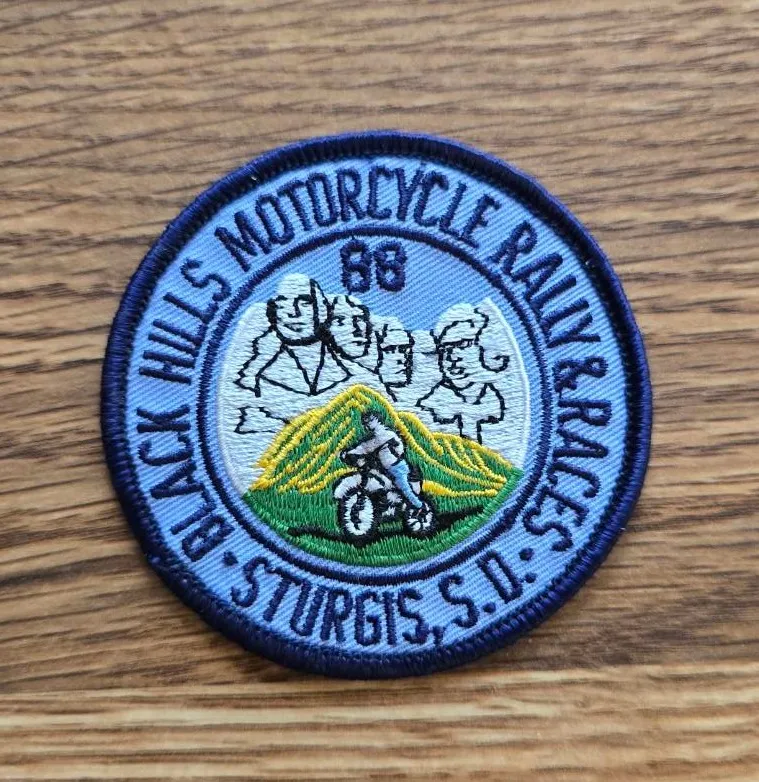 BLACK HILLS MOTORCYCLE RALLY & RACES
88
• STURGIS, S.D. •